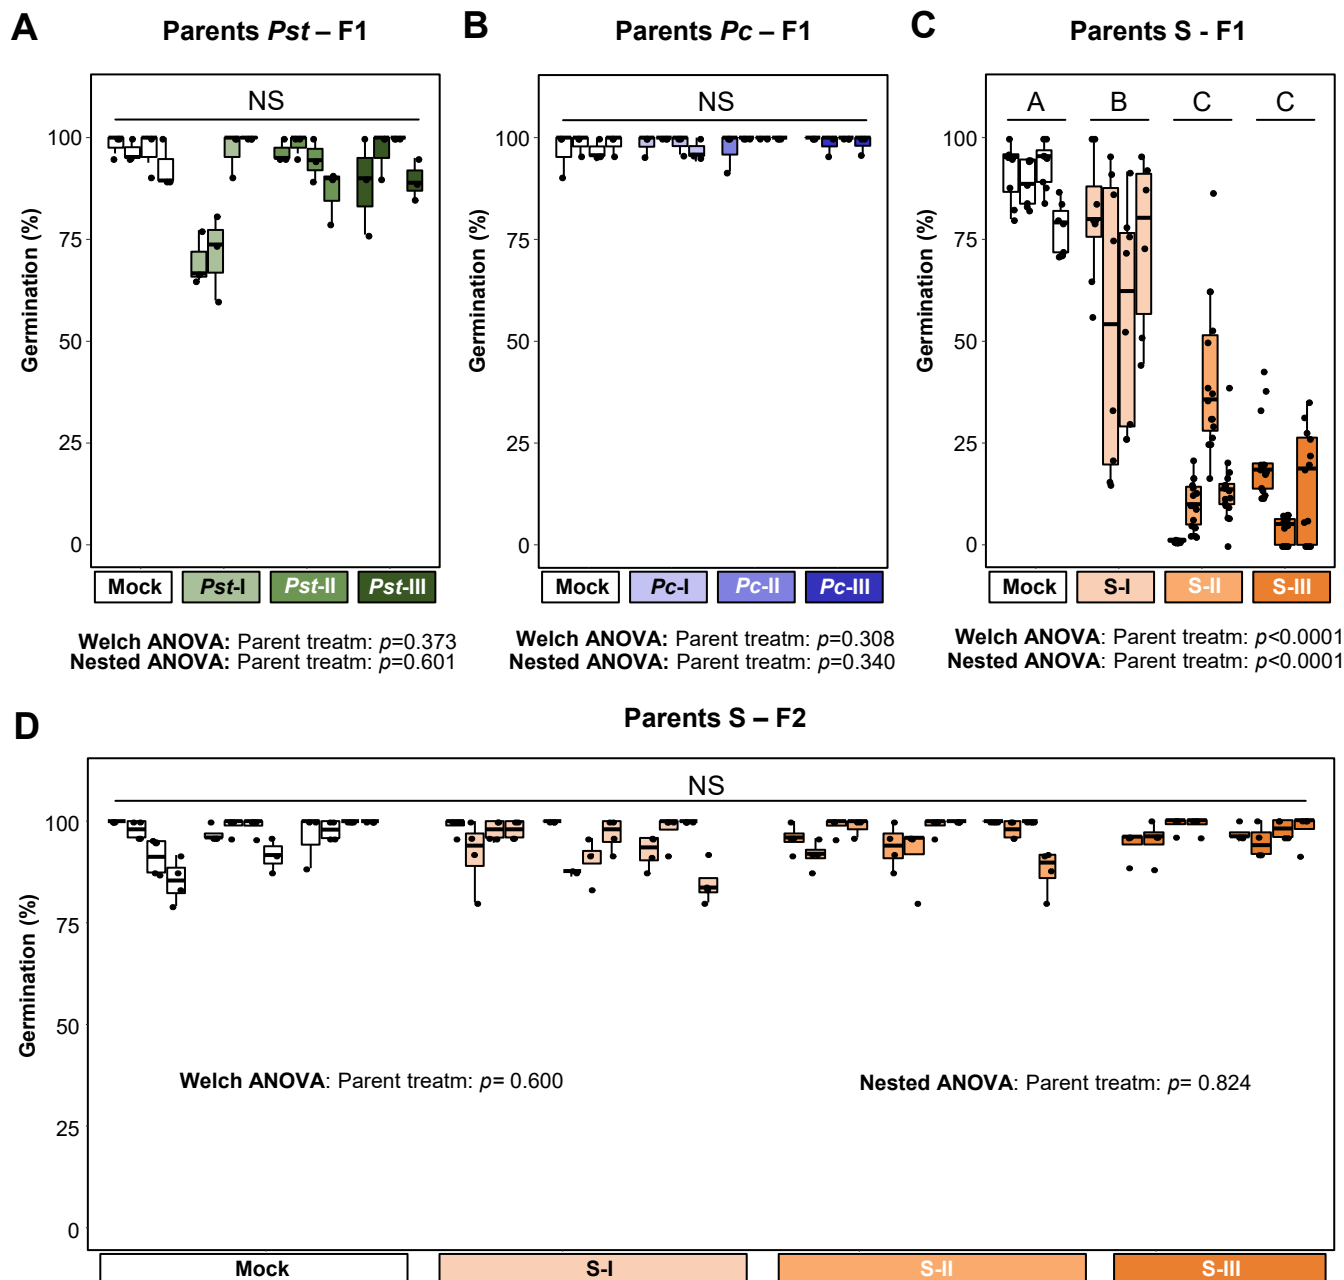 A
Parents Pst – F1
NS
100
75
50
25
0
Germination (%)
Mock
Pst-I
Pst-II
Pst-III
Welch ANOVA: Parent treatm: p=0.373
Nested ANOVA: Parent treatm: p=0.601
B
Parents Pc – F1
NS
100
75
50
25
0
Germination (%)
Mock
Pc-I
Pc-II
Pc-III
Welch ANOVA: Parent treatm: p=0.308
Nested ANOVA: Parent treatm: p=0.340
C
Parents S - F1
A
B
C
C
100
75
50
25
0
Germination (%)
Mock
S-I
S-II
S-III
Welch ANOVA: Parent treatm: p<0.0001
Nested ANOVA: Parent treatm: p<0.0001
D
Parents S – F2
NS
100
75
50
25
0
Germination (%)
Welch ANOVA: Parent treatm: p= 0.600
Nested ANOVA: Parent treatm: p= 0.824
Mock
S-I
S-II
S-III